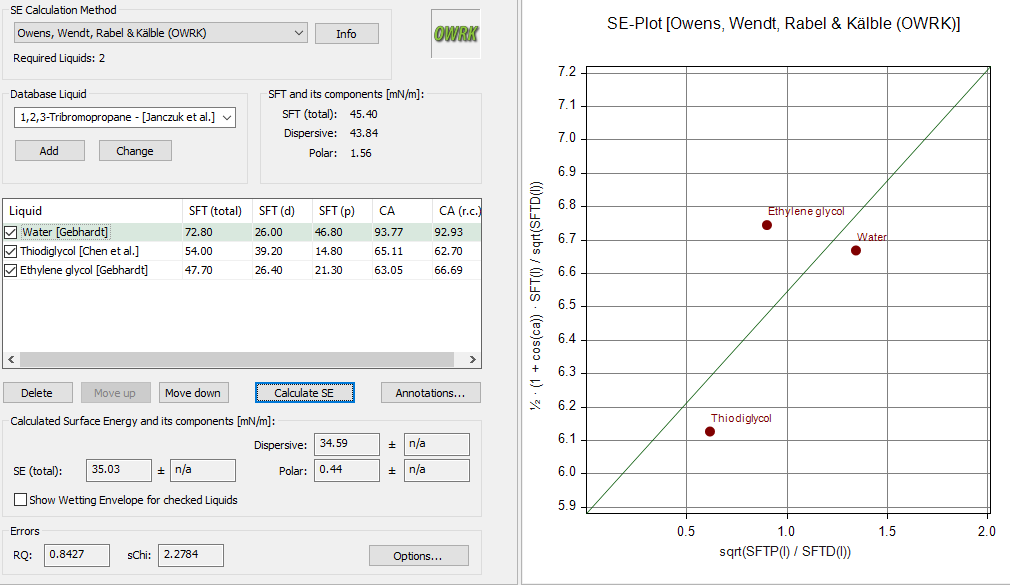 SE Calculation Method
Owens, Wendt, Rabel & Kälble (OWRK)
Info
Required Liquids: 2
OWRK
Database Liquid
1,2,3-Tribromopropane - [Janczuk et al.]
Add
Change
SFT and its components [mN/m]:
SFT (total): 45.40
Dispersive: 43.84
Polar: 1.56
Liquid SFT (total) SFT (d) SFT (p) CA CA (r.c.)
Water [Gebhardt] 72.80 26.00 46.80 93.77 92.93
Thiodiglycol [Chen et al.] 54.00 39.20 14.80 65.11 62.70
Ethylene glycol [Gebhardt] 47.70 26.40 21.30 63.05 66.69
Delete
Move up
Move down
Calculate SE
Annotations...
Calculated Surface Energy and its components [mN/m]:
Dispersive: 34.59 ± n/a
SE (total): 35.03 ± n/a
Polar: 0.44 ± n/a
Show Wetting Envelope for checked Liquids
Errors
RQ: 0.8427
sChi: 2.2784
Options...
SE-Plot [Owens, Wendt, Rabel & Kälble (OWRK)]
½ · (1 + cos(ca)) · SFT(l) / sqrt(SFTD(l))
7.2
7.1
7.0
6.9
6.8
6.7
6.6
6.5
6.4
6.3
6.2
6.1
6.0
5.9
Ethylene glycol
Water
Thiodiglycol
0.5
1.0
1.5
2.0
sqrt(SFTP(l) / SFTD(l))